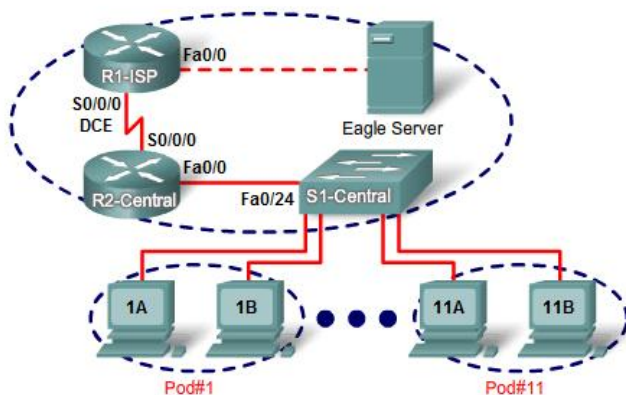 R1-ISP
Fa0/0
S0/0/0
DCE
S0/0/0
Eagle Server
R2-Central
Fa0/0
Fa0/24
S1-Central
1A
1B
11A
11B
Pod#1
Pod#11